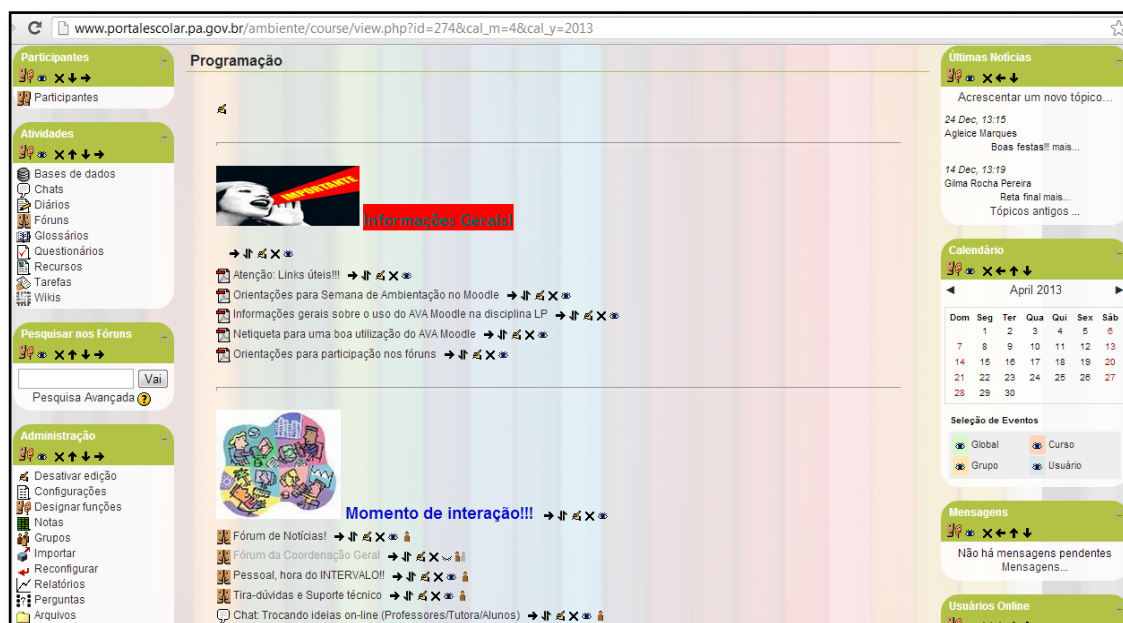 www.portalescolar.pa.gov.br/ambiente/course/view.php?id=274&cal_m=4&cal_y=2013
Participantes
Participantes
Atividades
Bases de dados
Chats
Diários
Fóruns
Glossários
Questionários
Recursos
Tarefas
Wikis
Pesquisar nos Fóruns
Vai
Pesquisa Avançada ?
Administração
Desativar edição
Configurações
Designar funções
Notas
Grupos
Importar
Reconfigurar
Relatórios
Perguntas
Arquivos
Programação
IMPORTANTE
Informações Gerais!
Atenção: Links úteis!!!
Orientações para Semana de Ambientação no Moodle
Informações gerais sobre o uso do AVA Moodle na disciplina LP
Netiqueta para uma boa utilização do AVA Moodle
Orientações para participação nos fóruns
Momento de interação!!!
Fórum de Notícias!
Fórum da Coordenação Geral
Pessoal, hora do INTERVALO!!
Tira-dúvidas e Suporte técnico
Chat: Trocando ideias on-line (Professores/Tutora/Alunos)
Últimas Notícias
Acrescentar um novo tópico...
24 Dec, 13:15
Agleice Marques
Boas festas!!! mais...
14 Dec, 13:19
Gilma Rocha Pereira
Reta final mais...
Tópicos antigos ...
Calendário
April 2013
Dom Seg Ter Qua Qui Sex Sáb
1 2 3 4 5 6
7 8 9 10 11 12 13
14 15 16 17 18 19 20
21 22 23 24 25 26 27
28 29 30
Seleção de Eventos
Global Curso
Grupo Usuário
Mensagens
Não há mensagens pendentes
Mensagens...
Usuários Online